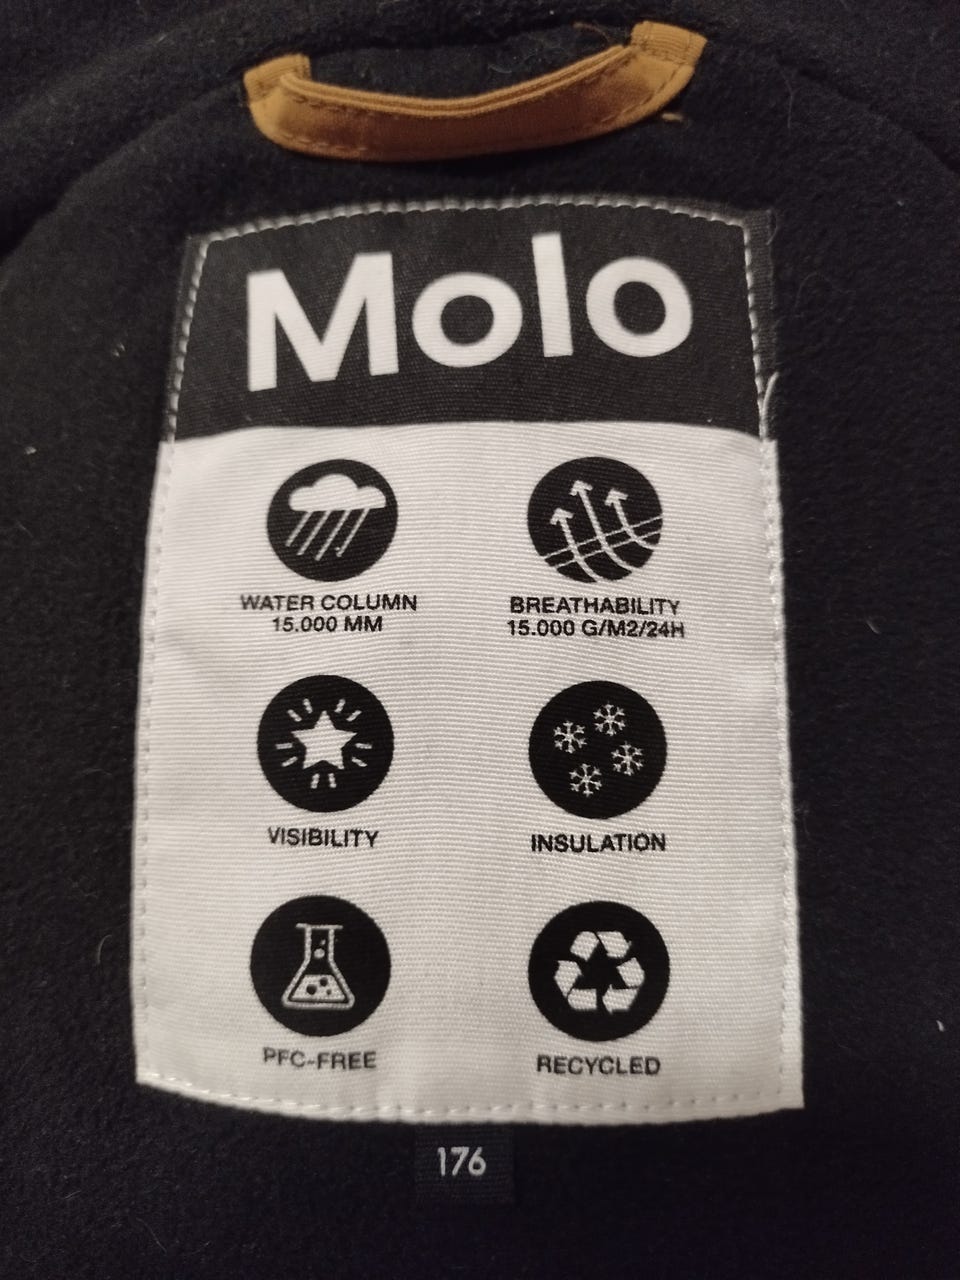 Molo
WATER COLUMN
15.000 MM
BREATHABILITY
15.000 G/M2/24H
VISIBILITY
INSULATION
PFC-FREE
RECYCLED
176